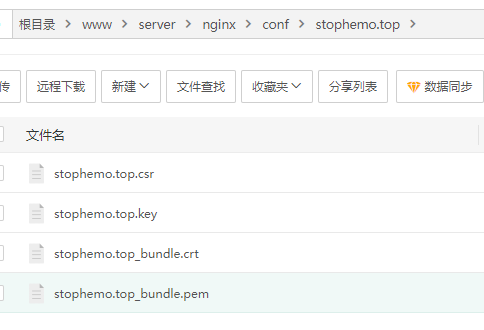 根目录 > www > server > nginx > conf > stophemo.top >
传 远程下载 新建 文件查找 收藏夹 分享列表 数据同步
文件名
stophemo.top.csr
stophemo.top.key
stophemo.top_bundle.crt
stophemo.top_bundle.pem